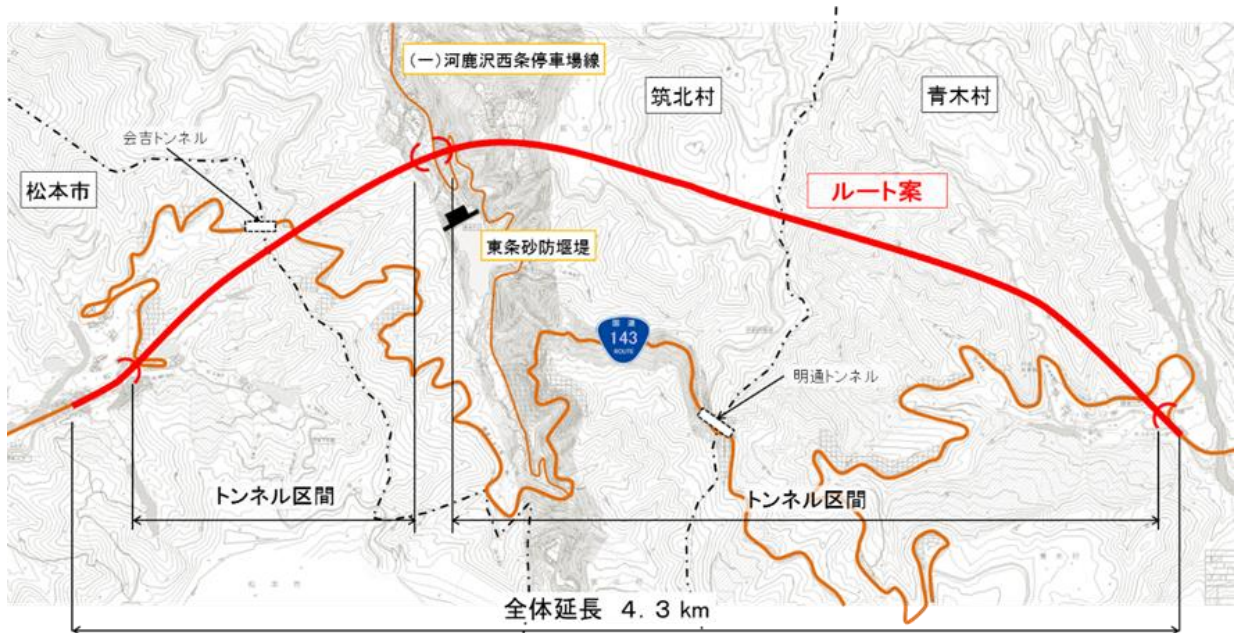 (一)河鹿沢西条停車場線
筑北村
青木村
会吉トンネル
松本市
ルート案
東条砂防堰堤
国道
143
ROUTE
明通トンネル
トンネル区間
トンネル区間
全体延長 4.3 km